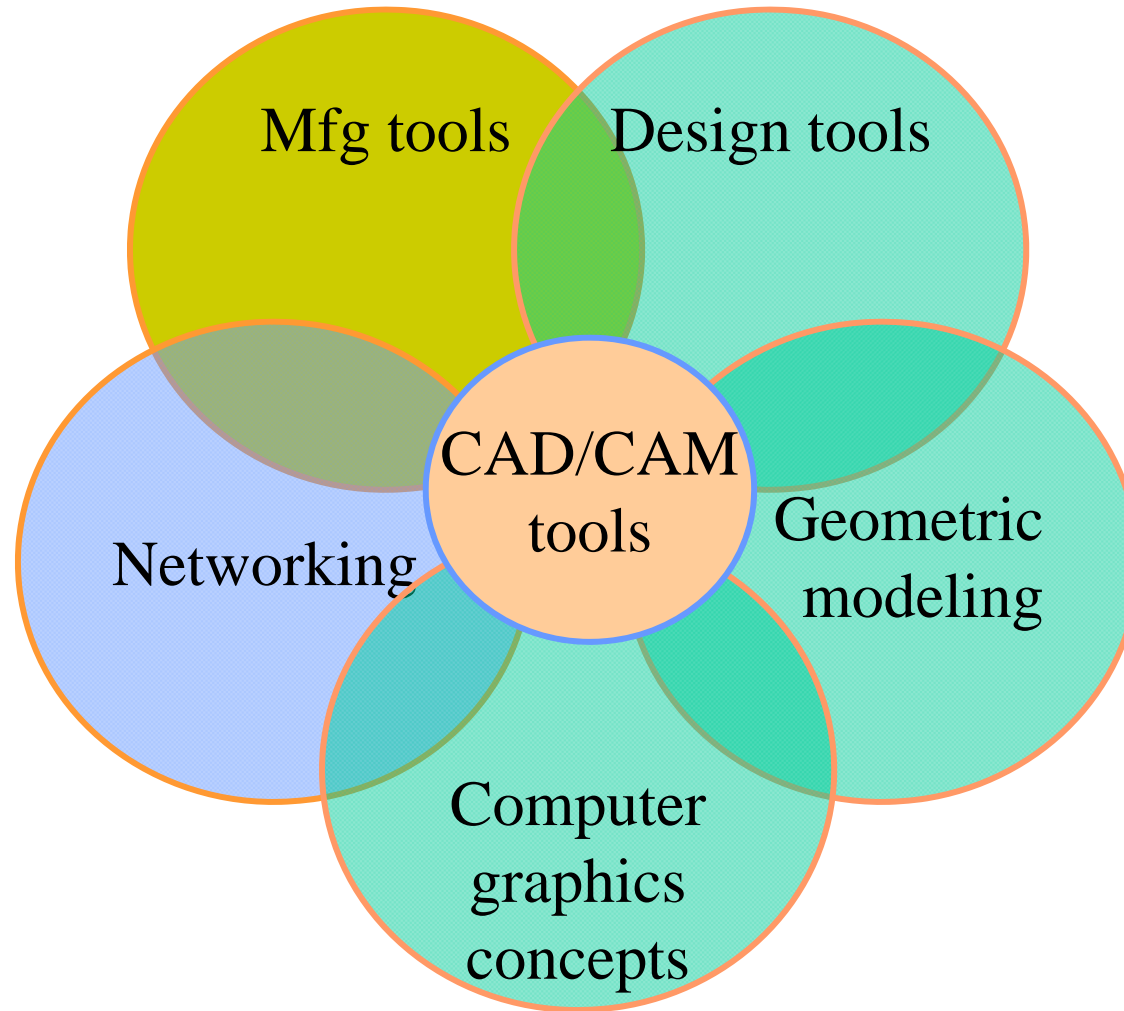 Mfg tools
Design tools
CAD/CAM
tools
Geometric
modeling
Networking
Computer
graphics
concepts